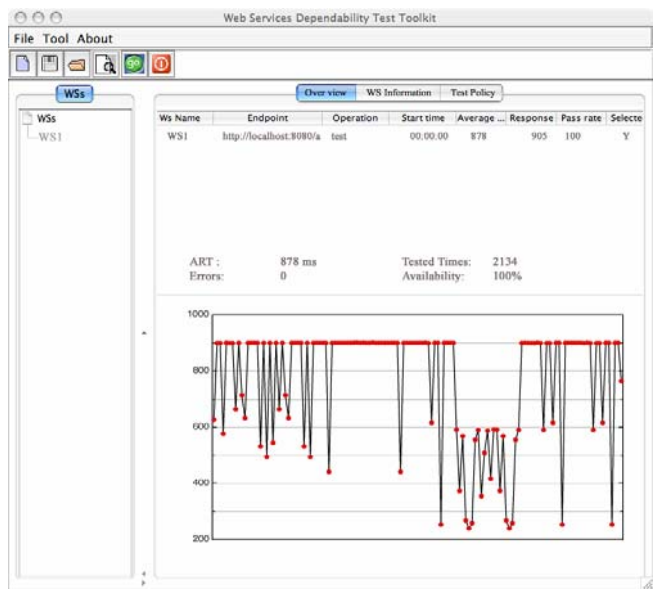 Web Services Dependability Test Toolkit
File Tool About
go
WSs
Over view WS Information Test Policy
WSs
WS1
Ws Name Endpoint Operation Start time Average ... Response Pass rate Selecte
WS1 http://localhost:8080/a test 00:00:00 878 905 100 Y
ART : 878 ms Tested Times: 2134
Errors: 0 Availability: 100%
1000
800
600
400
200